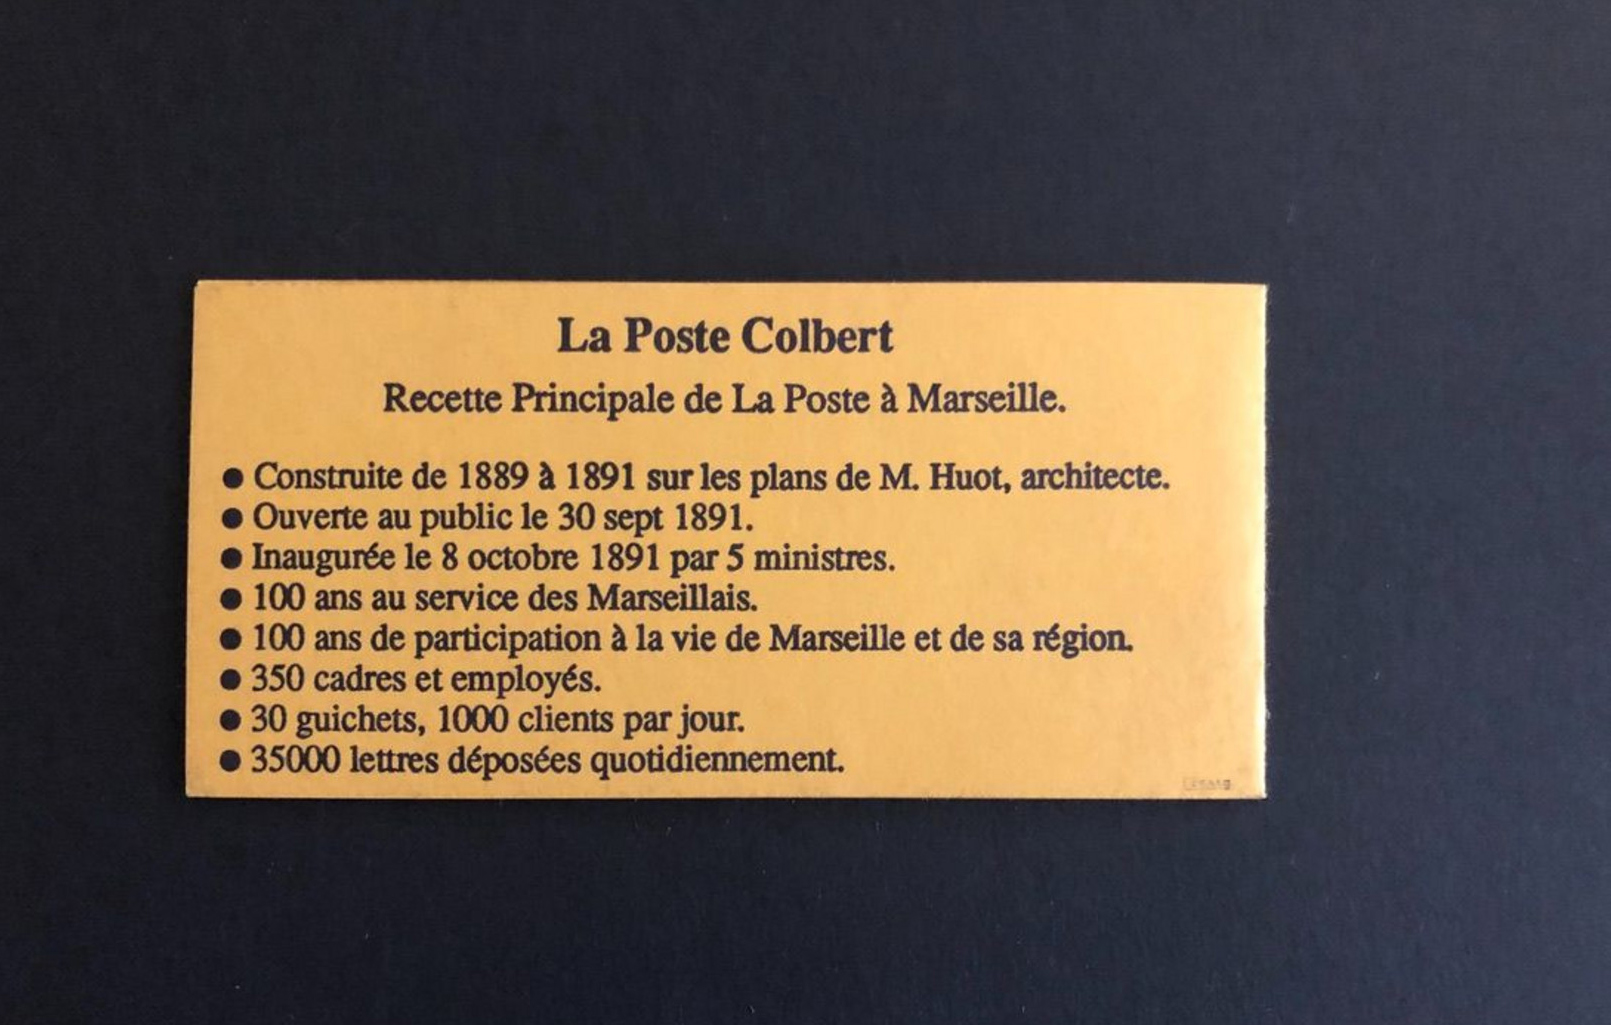 La Poste Colbert
Recette Principale de La Poste à Marseille.
● Construite de 1889 à 1891 sur les plans de M. Huot, architecte.
● Ouverte au public le 30 sept 1891.
● Inaugurée le 8 octobre 1891 par 5 ministres.
● 100 ans au service des Marseillais.
● 100 ans de participation à la vie de Marseille et de sa région.
● 350 cadres et employés.
● 30 guichets, 1000 clients par jour.
● 35000 lettres déposées quotidiennement.